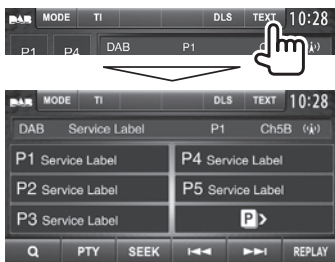 DAB MODE TI DLS TEXT 10:28
P1 P4 DAB P1
DAB MODE TI DLS TEXT 10:28
DAB Service Label P1 Ch5B
P1 Service Label P4 Service Label
P2 Service Label P5 Service Label
P3 Service Label P
Q PTY SEEK REPLAY